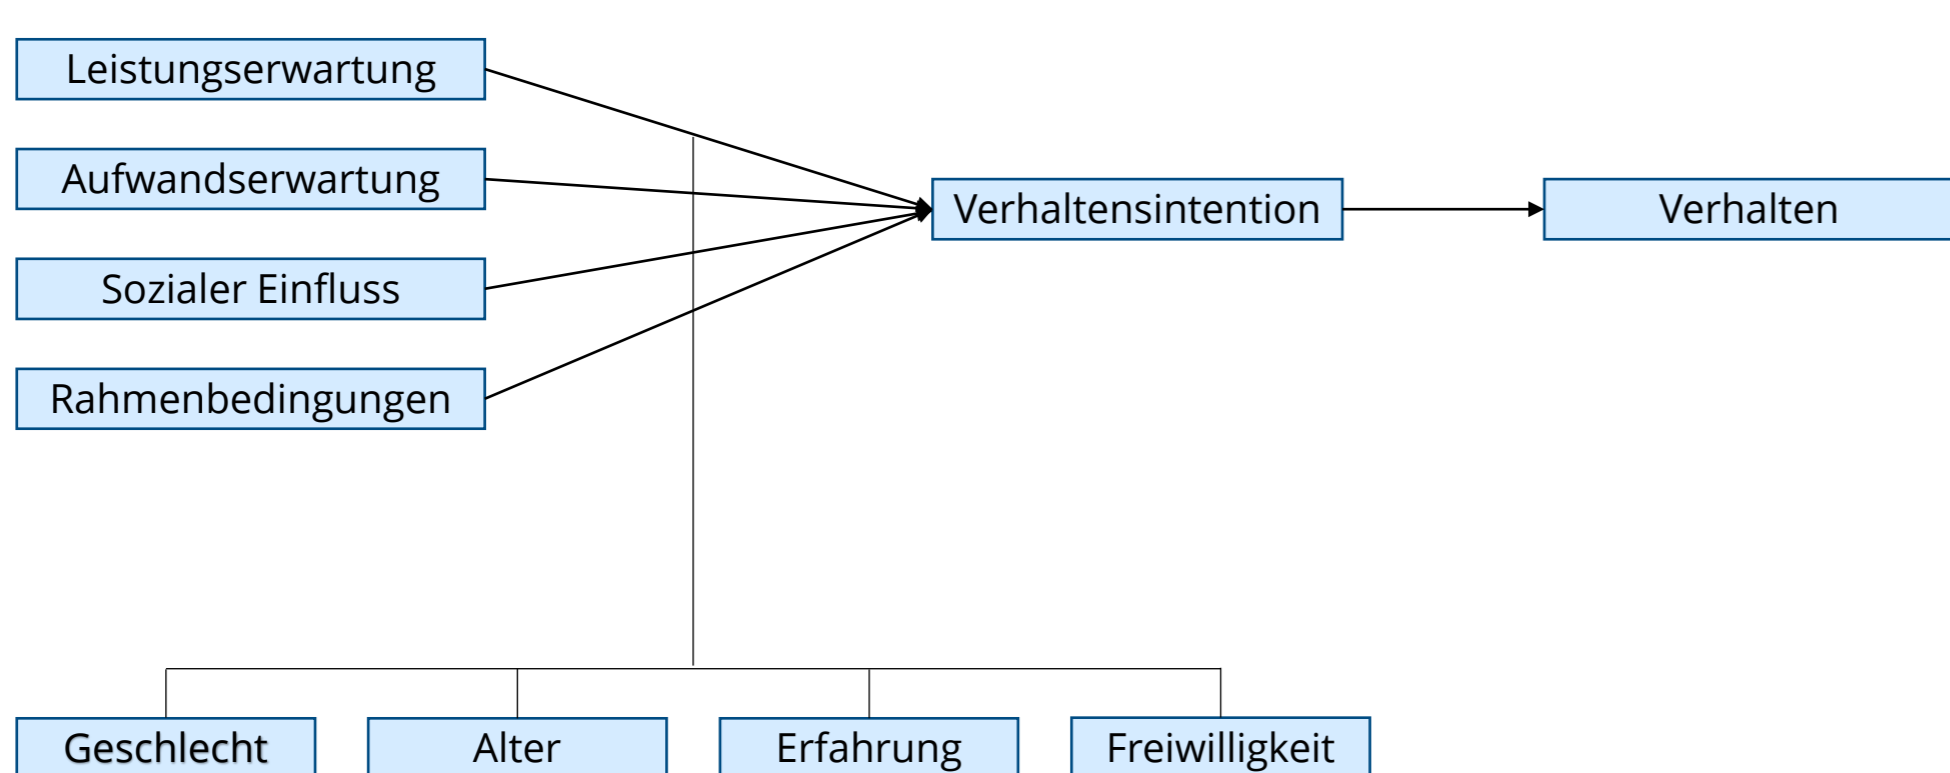 Leistungserwartung
Aufwandserwartung
Sozialer Einfluss
Rahmenbedingungen
Verhaltensintention
Verhalten
Geschlecht
Alter
Erfahrung
Freiwilligkeit